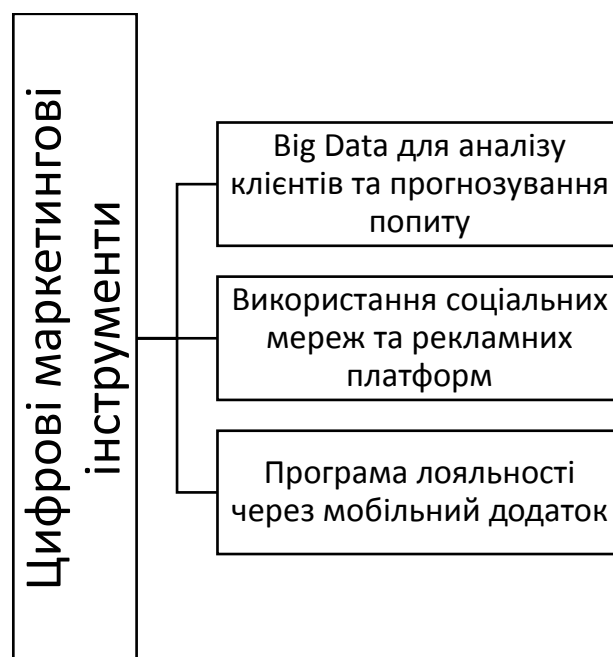 Цифрові маркетингові
інструменти
Big Data для аналізу
клієнтів та прогнозування
попиту
Використання соціальних
мереж та рекламних
платформ
Програма лояльності
через мобільний додаток